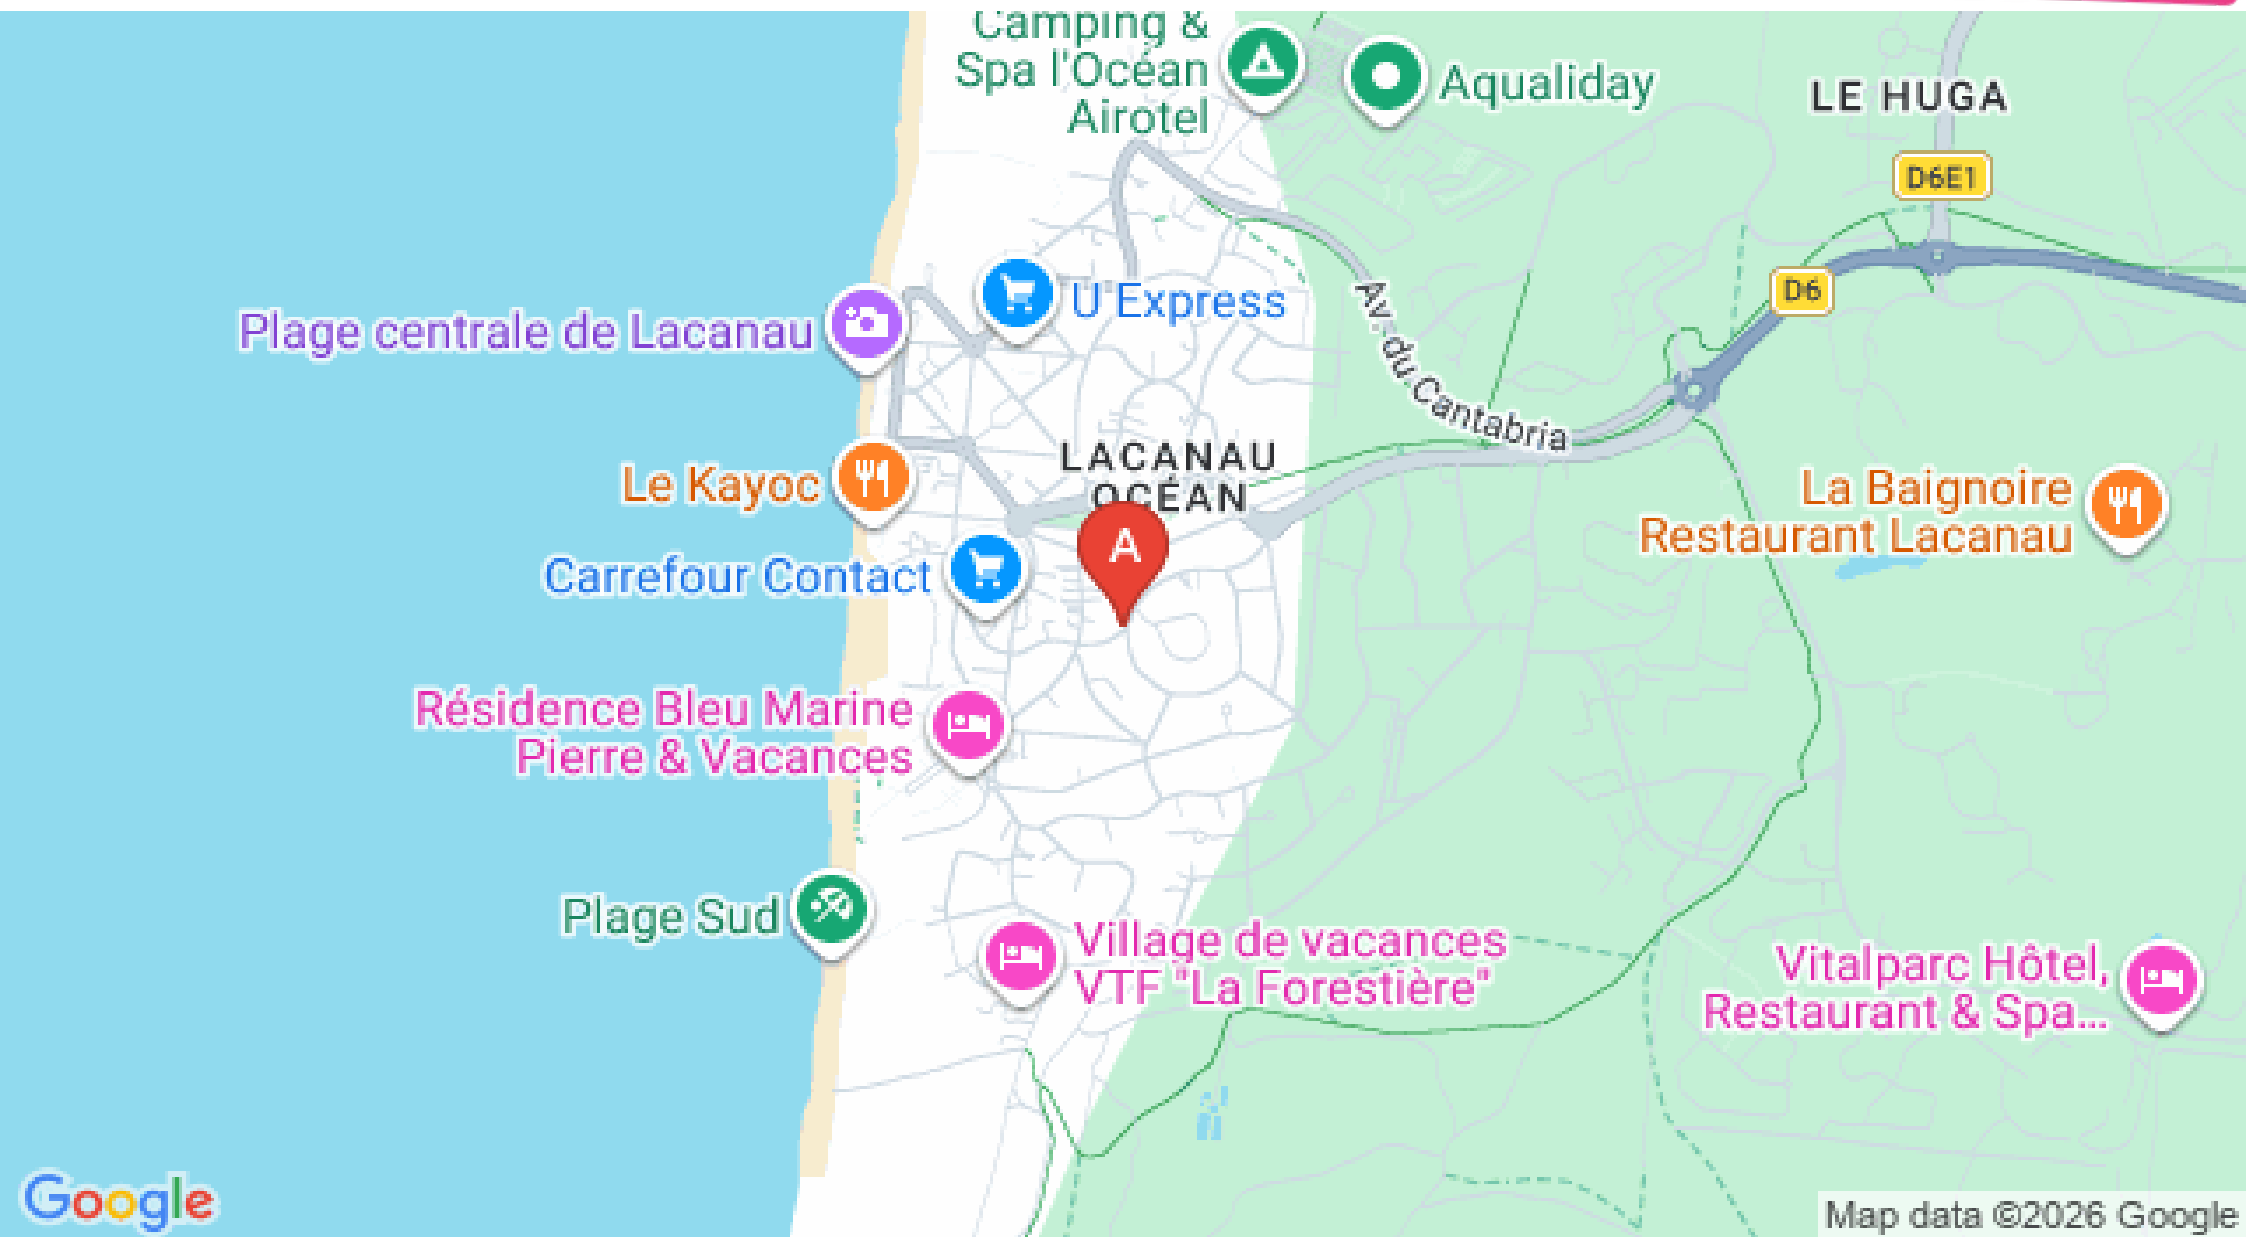 Camping &
Spa l'Océan
Airotel
Aqualiday
LE HUGA
D6E1
D6
U Express
Plage centrale de Lacanau
Av. du Cantabria
LACANAU
OCÉAN
Le Kayoc
La Baignoire
Restaurant Lacanau
A
Carrefour Contact
Résidence Bleu Marine
Pierre & Vacances
Plage Sud
Village de vacances
VTF "La Forestière"
Vitalparc Hôtel,
Restaurant & Spa...
Google
Map data ©2026 Google